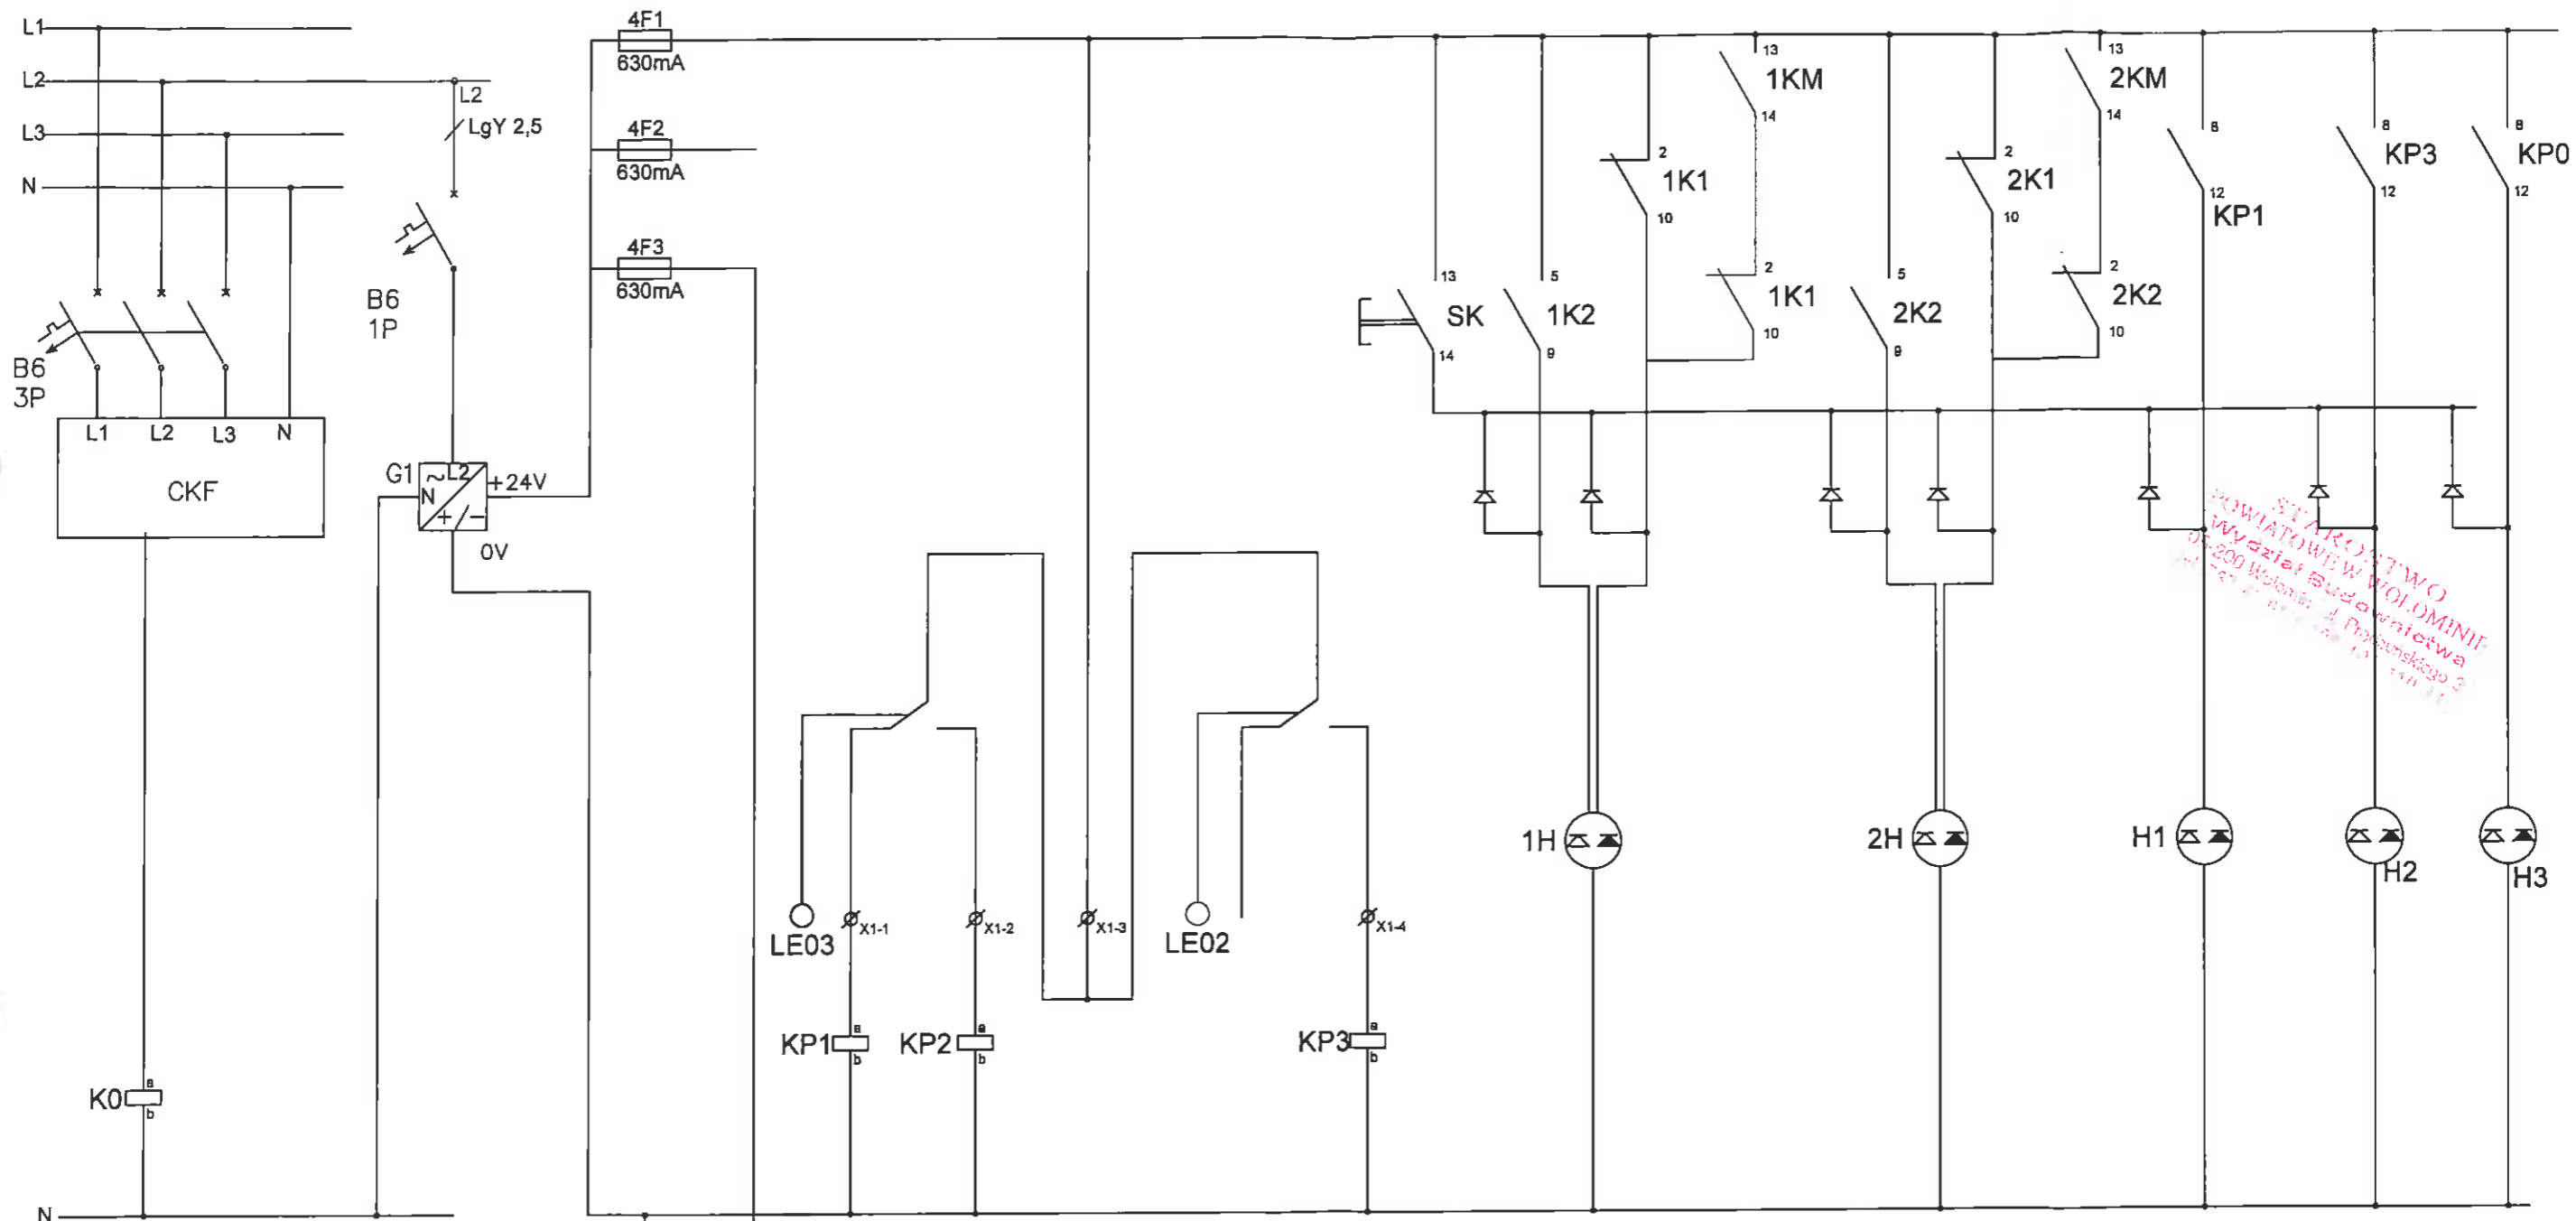 L1
L2
L3
N
L2
LgY 2,5
B6
1P
B6
3P
L1 L2 L3 N
CKF
G1
~L2
N
+ -
+24V
0V
4F1
630mA
4F2
630mA
4F3
630mA
K0
a
b
N
LE03
X1-1
X1-2
X1-3
LE02
X1-4
KP1
a
b
KP2
a
b
KP3
a
b
13
SK
14
5
1K2
9
2
1K1
10
13
1KM
14
2
1K1
10
5
2K2
9
2
2K1
10
13
2KM
14
2
2K2
10
8
12
KP1
8
KP3
12
8
KP0
12
1H
2H
H1
H2
H3
STAROSTWO
POWIATOWE W WOŁOMINIE
Wydział Budownictwa
05-200 Wołomin